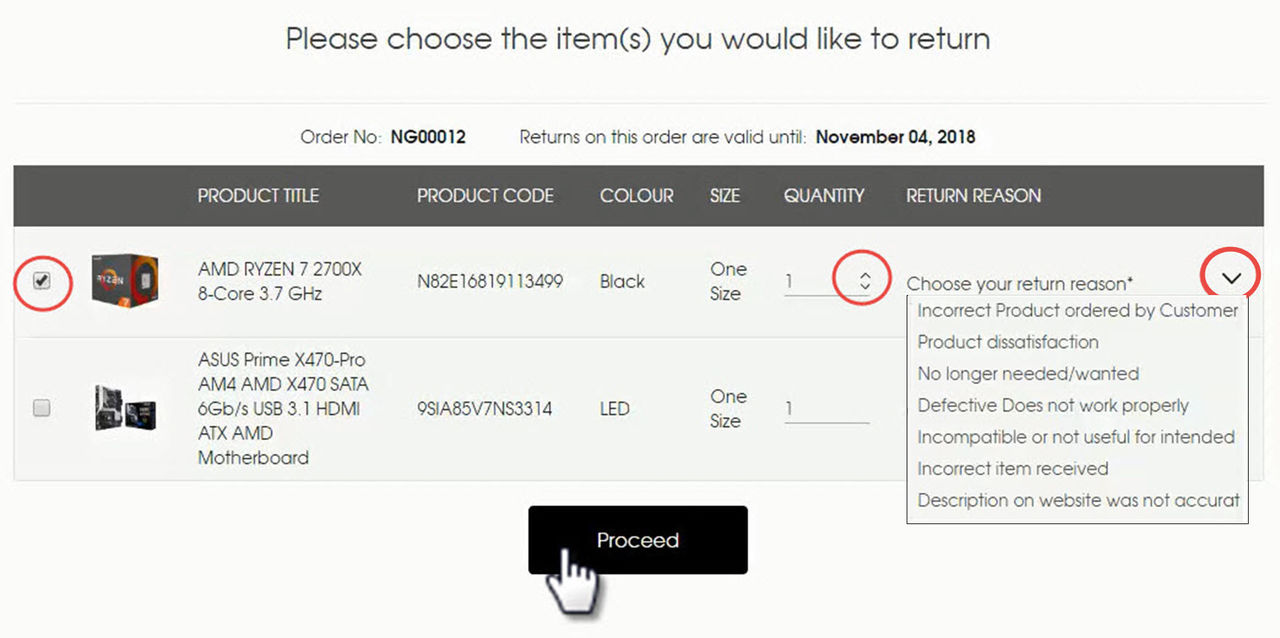 Please choose the item(s) you would like to return
Order No: NG00012 Returns on this order are valid until: November 04, 2018
PRODUCT TITLE PRODUCT CODE COLOUR SIZE QUANTITY RETURN REASON
RYZEN
AMD RYZEN 7 2700X
8-Core 3.7 GHz
N82E16819113499
Black
One
Size
1
Choose your return reason*
Incorrect Product ordered by Customer
Product dissatisfaction
No longer needed/wanted
Defective Does not work properly
Incompatible or not useful for intended
Incorrect item received
Description on website was not accurat
ASUS Prime X470-Pro
AM4 AMD X470 SATA
6Gb/s USB 3.1 HDMI
ATX AMD
Motherboard
9SIA85V7NS3314
LED
One
Size
1
Proceed